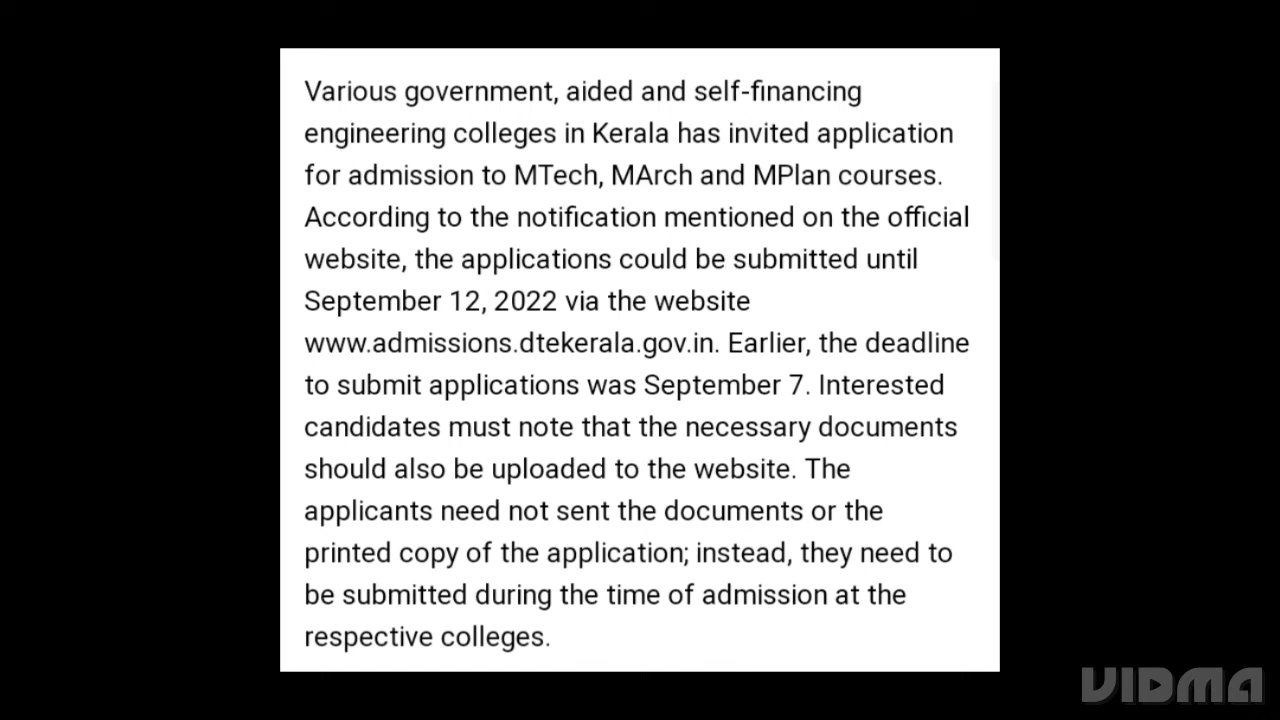 Various government, aided and self-financing
engineering colleges in Kerala has invited application
for admission to MTech, MArch and MPlan courses.
According to the notification mentioned on the official
website, the applications could be submitted until
September 12, 2022 via the website
www.admissions.dtekerala.gov.in. Earlier, the deadline
to submit applications was September 7. Interested
candidates must note that the necessary documents
should also be uploaded to the website. The
applicants need not sent the documents or the
printed copy of the application; instead, they need to
be submitted during the time of admission at the
respective colleges.
VIDMA